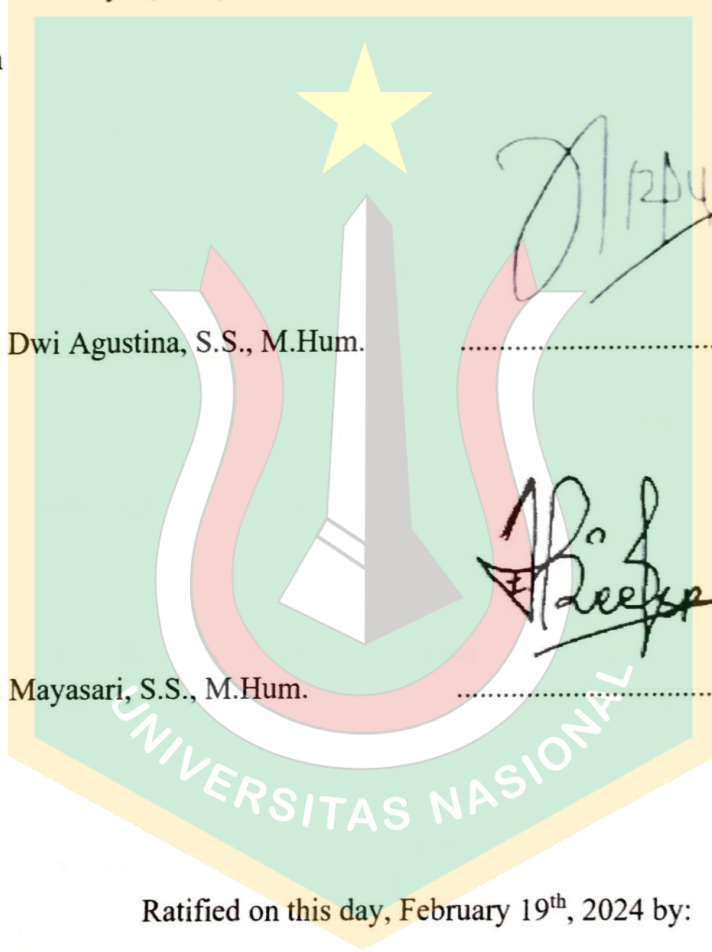 Dwi Agustina, S.S., M.Hum. ........................................
Mayasari, S.S., M.Hum. ........................................
UNIVERSITAS NASIONAL
Ratified on this day, February 19th, 2024 by: